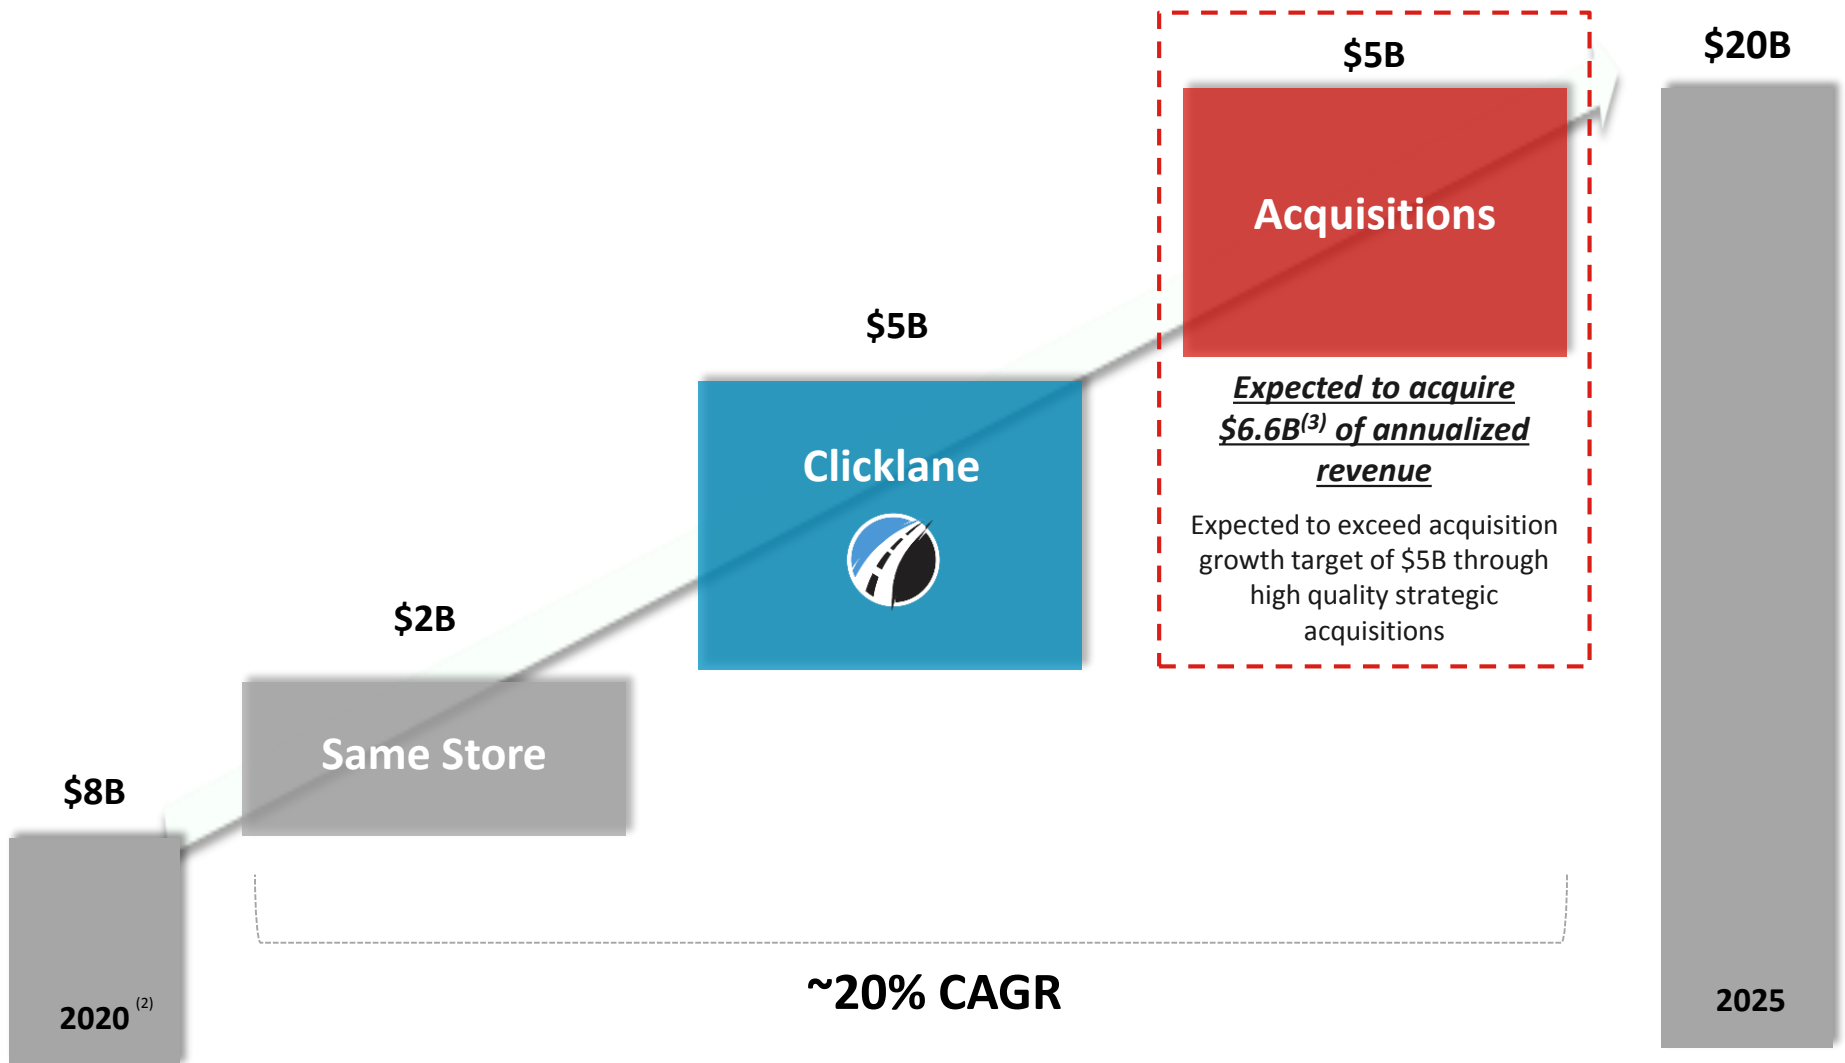 $20B
$5B
Acquisitions
$5B
Expected to acquire
$6.6B(3) of annualized
revenue
Clicklane
Expected to exceed acquisition
growth target of $5B through
high quality strategic
acquisitions
$2B
Same Store
$8B
~20% CAGR
2020 (2)
2025